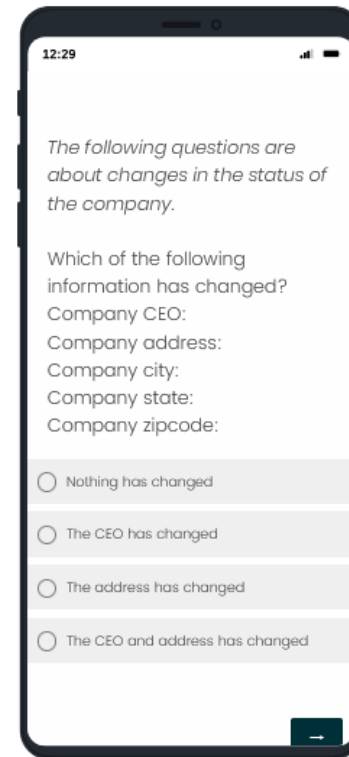 12:29
The following questions are
about changes in the status of
the company.
Which of the following
information has changed?
Company CEO:
Company address:
Company city:
Company state:
Company zipcode:
Nothing has changed
The CEO has changed
The address has changed
The CEO and address has changed
→